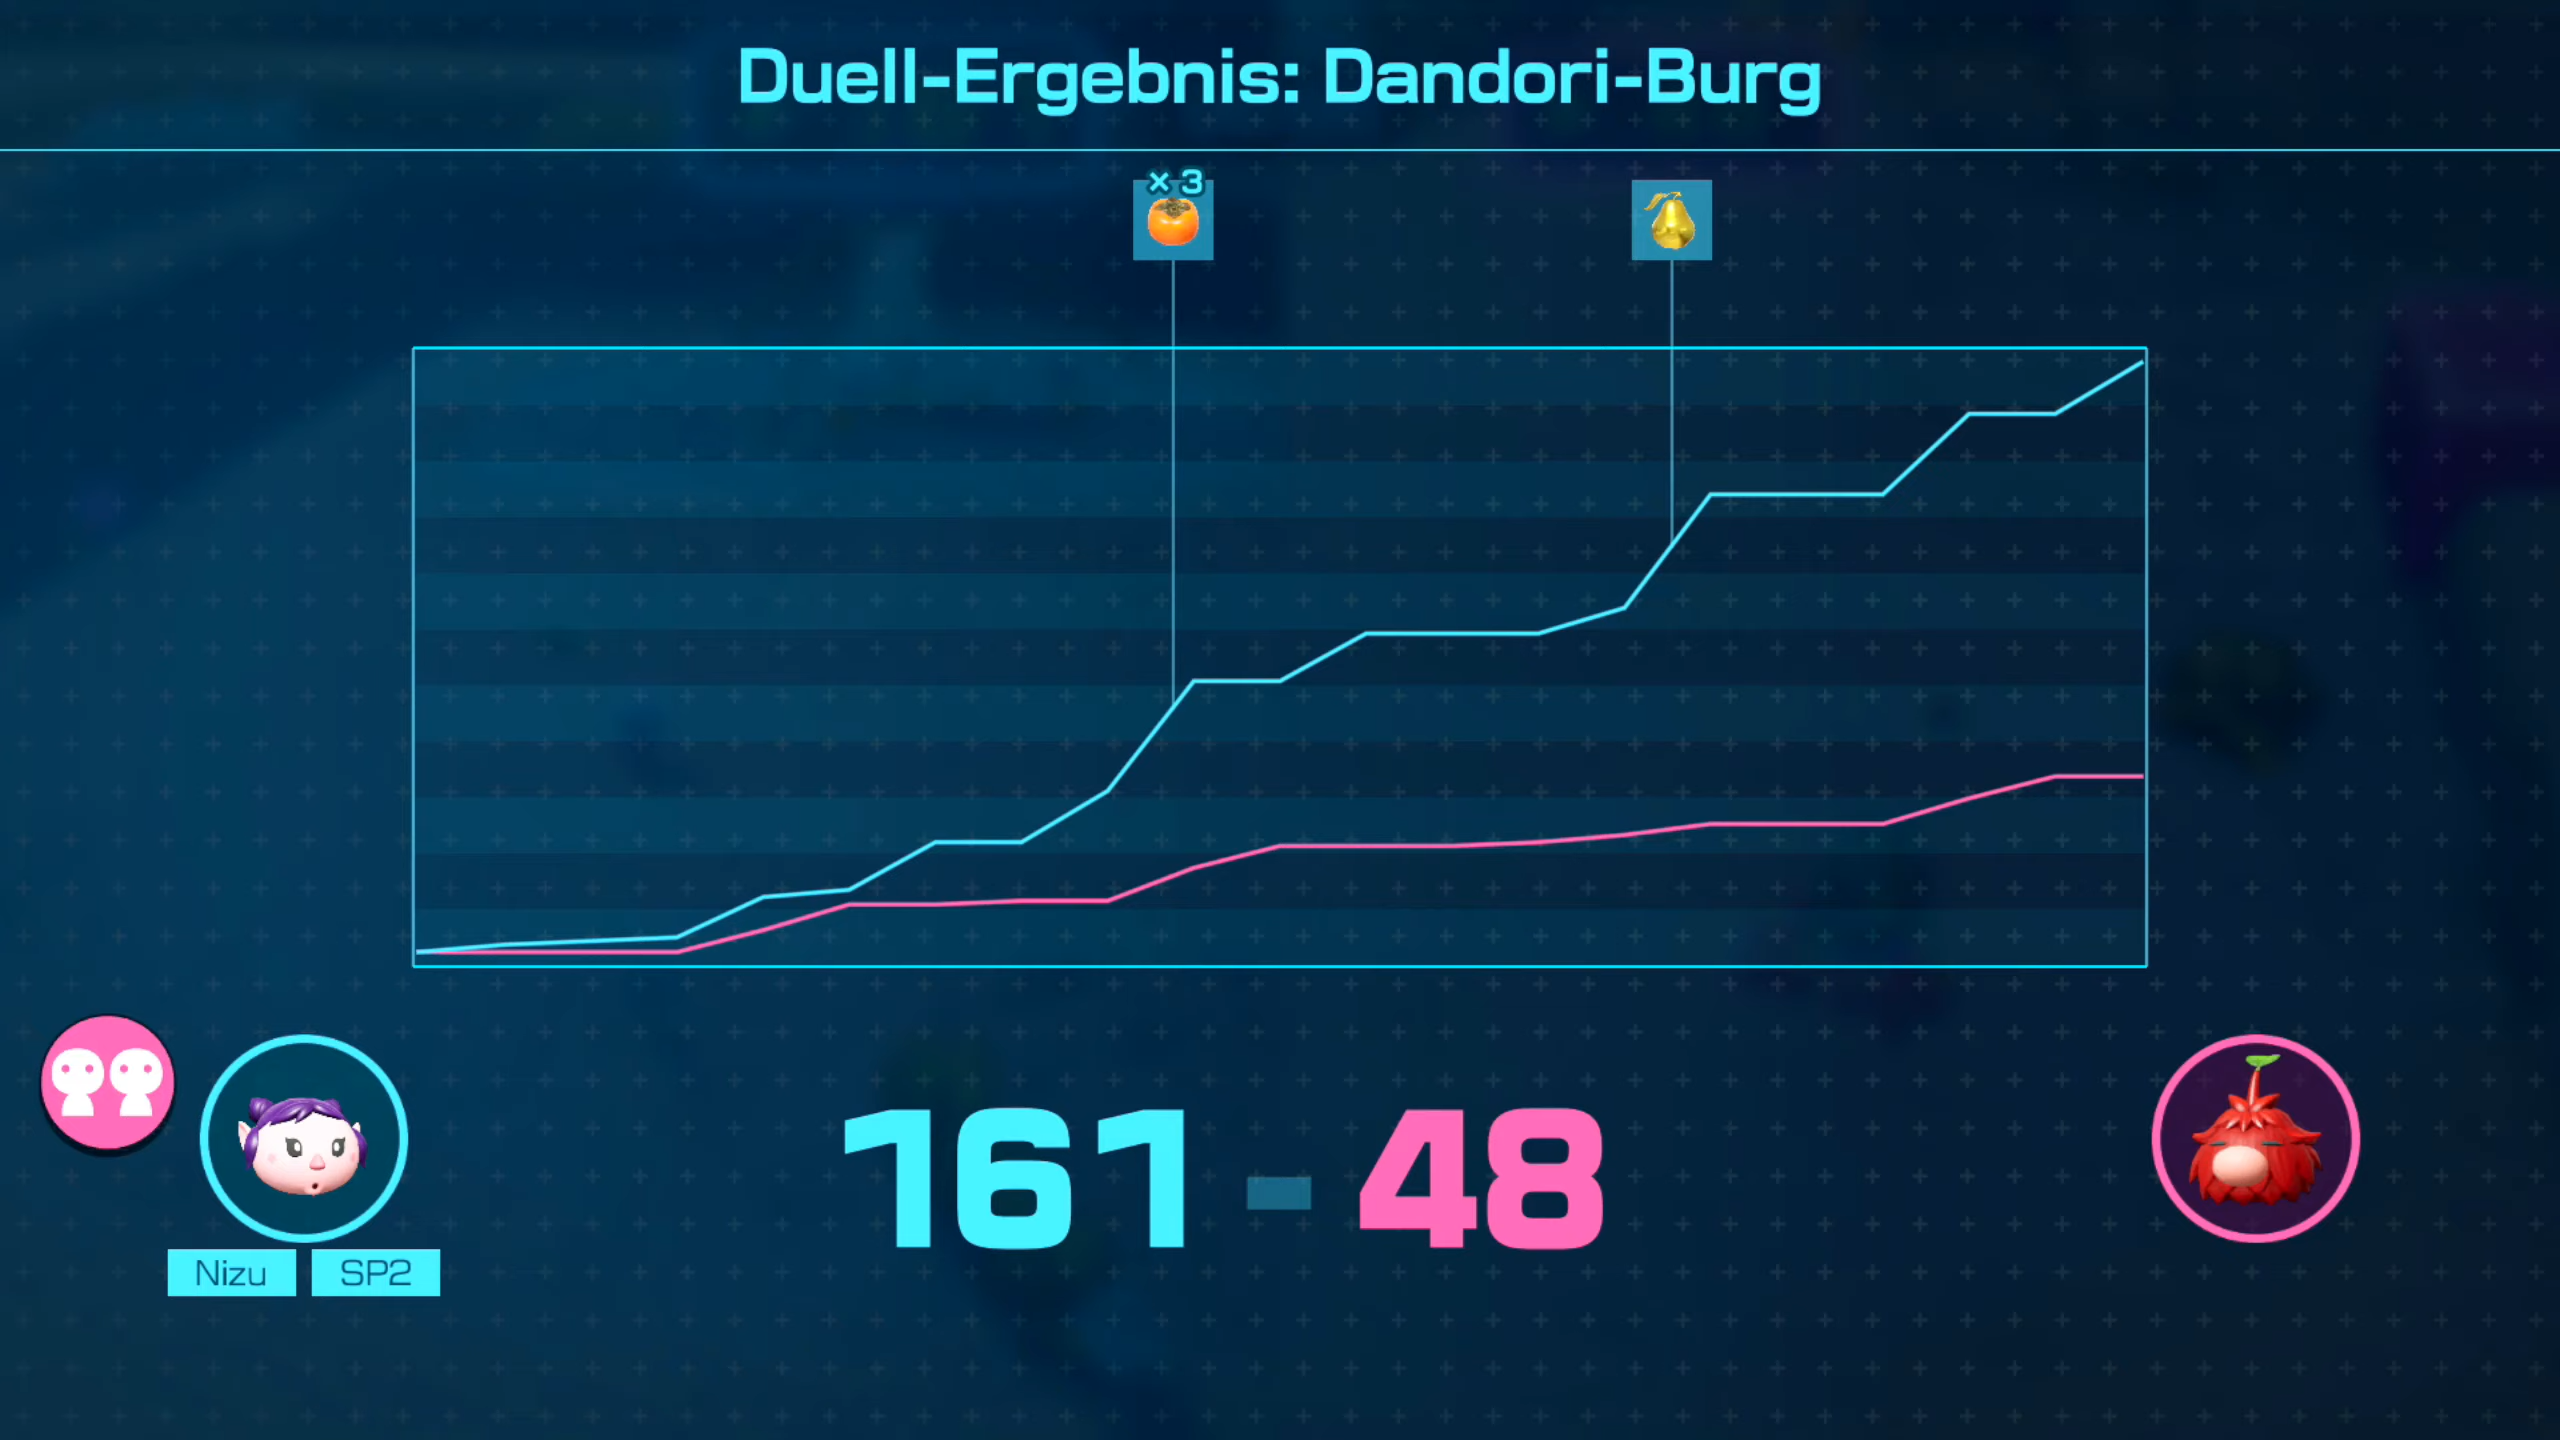 Duell-Ergebnis: Dandori-Burg
× 3
161 - 48
Nizu SP2